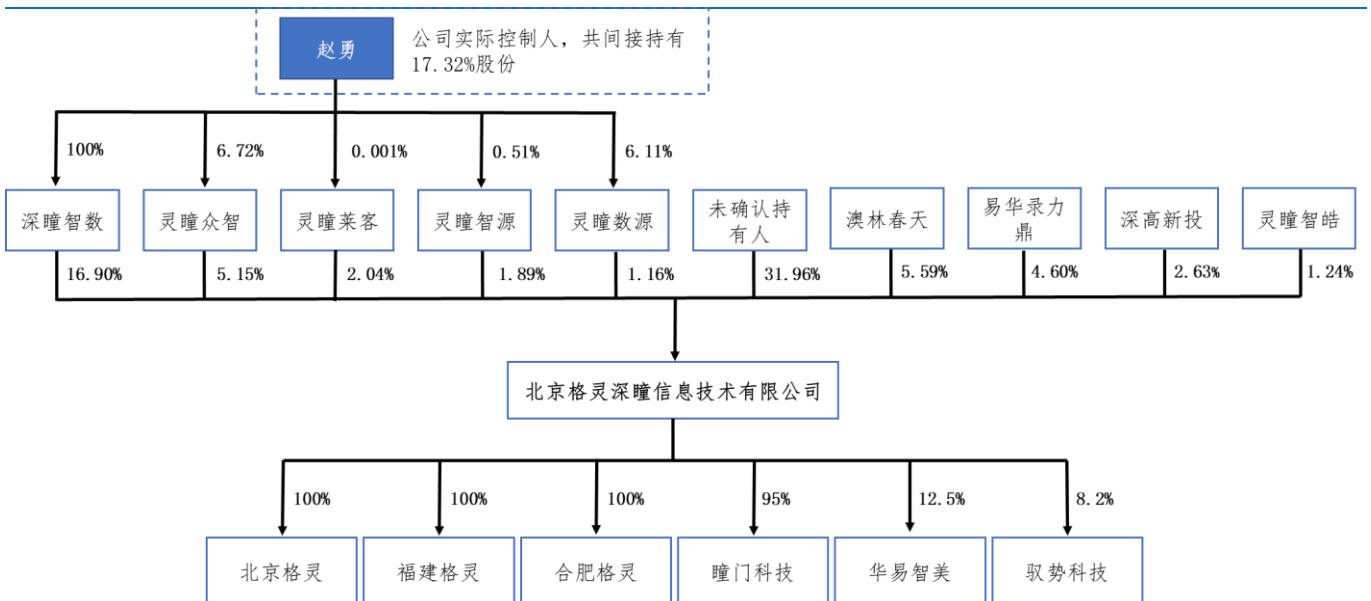 赵勇
公司实际控制人，共间接持有
17.32%股份
100%
6.72%
0.001%
0.51%
6.11%
深瞳智数
灵瞳众智
灵瞳莱客
灵瞳智源
灵瞳数源
未确认持
有人
澳林春天
易华录力
鼎
深高新投
灵瞳智皓
16.90%
5.15%
2.04%
1.89%
1.16%
31.96%
5.59%
4.60%
2.63%
1.24%
北京格灵深瞳信息技术有限公司
100%
100%
100%
95%
12.5%
8.2%
北京格灵
福建格灵
合肥格灵
瞳门科技
华易智美
驭势科技